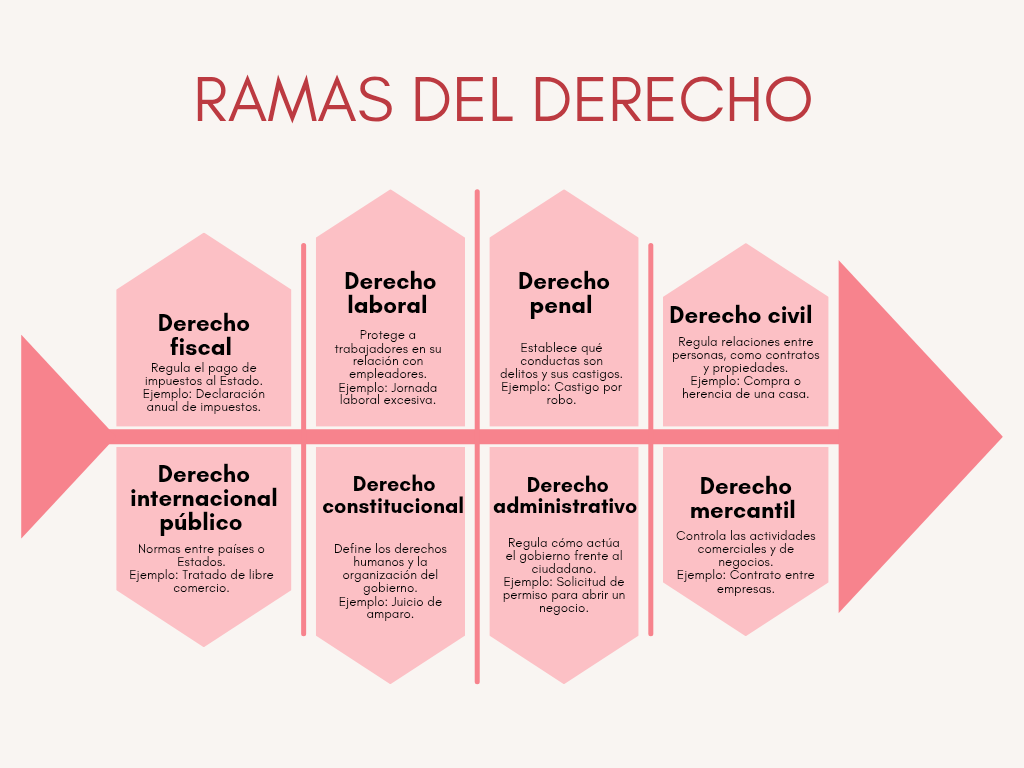 RAMAS DEL DERECHO
Derecho
fiscal
Regula el pago de
impuestos al Estado.
Ejemplo: Declaración
anual de impuestos.
Derecho
laboral
Protege a
trabajadores en su
relación con
empleadores.
Ejemplo: Jornada
laboral excesiva.
Derecho
penal
Establece qué
conductas son
delitos y sus castigos.
Ejemplo: Castigo por
robo.
Derecho civil
Regula relaciones entre
personas, como contratos
y propiedades.
Ejemplo: Compra o
herencia de una casa.
Derecho
internacional
público
Normas entre países o
Estados.
Ejemplo: Tratado de libre
comercio.
Derecho
constitucional
Define los derechos
humanos y la
organización del
gobierno.
Ejemplo: Juicio de
amparo.
Derecho
administrativo
Regula cómo actúa
el gobierno frente al
ciudadano.
Ejemplo: Solicitud de
permiso para abrir un
negocio.
Derecho
mercantil
Controla las actividades
comerciales y de
negocios.
Ejemplo: Contrato entre
empresas.